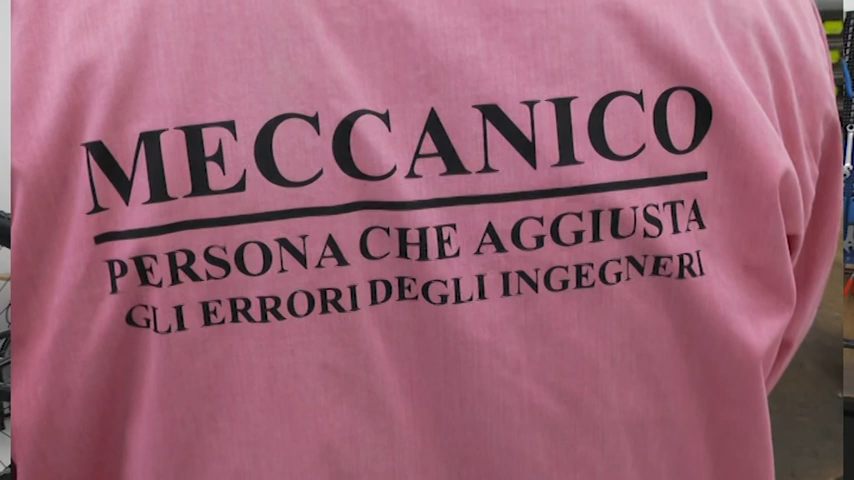 MECCANICO
PERSONA CHE AGGIUSTA
GLI ERRORI DEGLI INGEGNERI